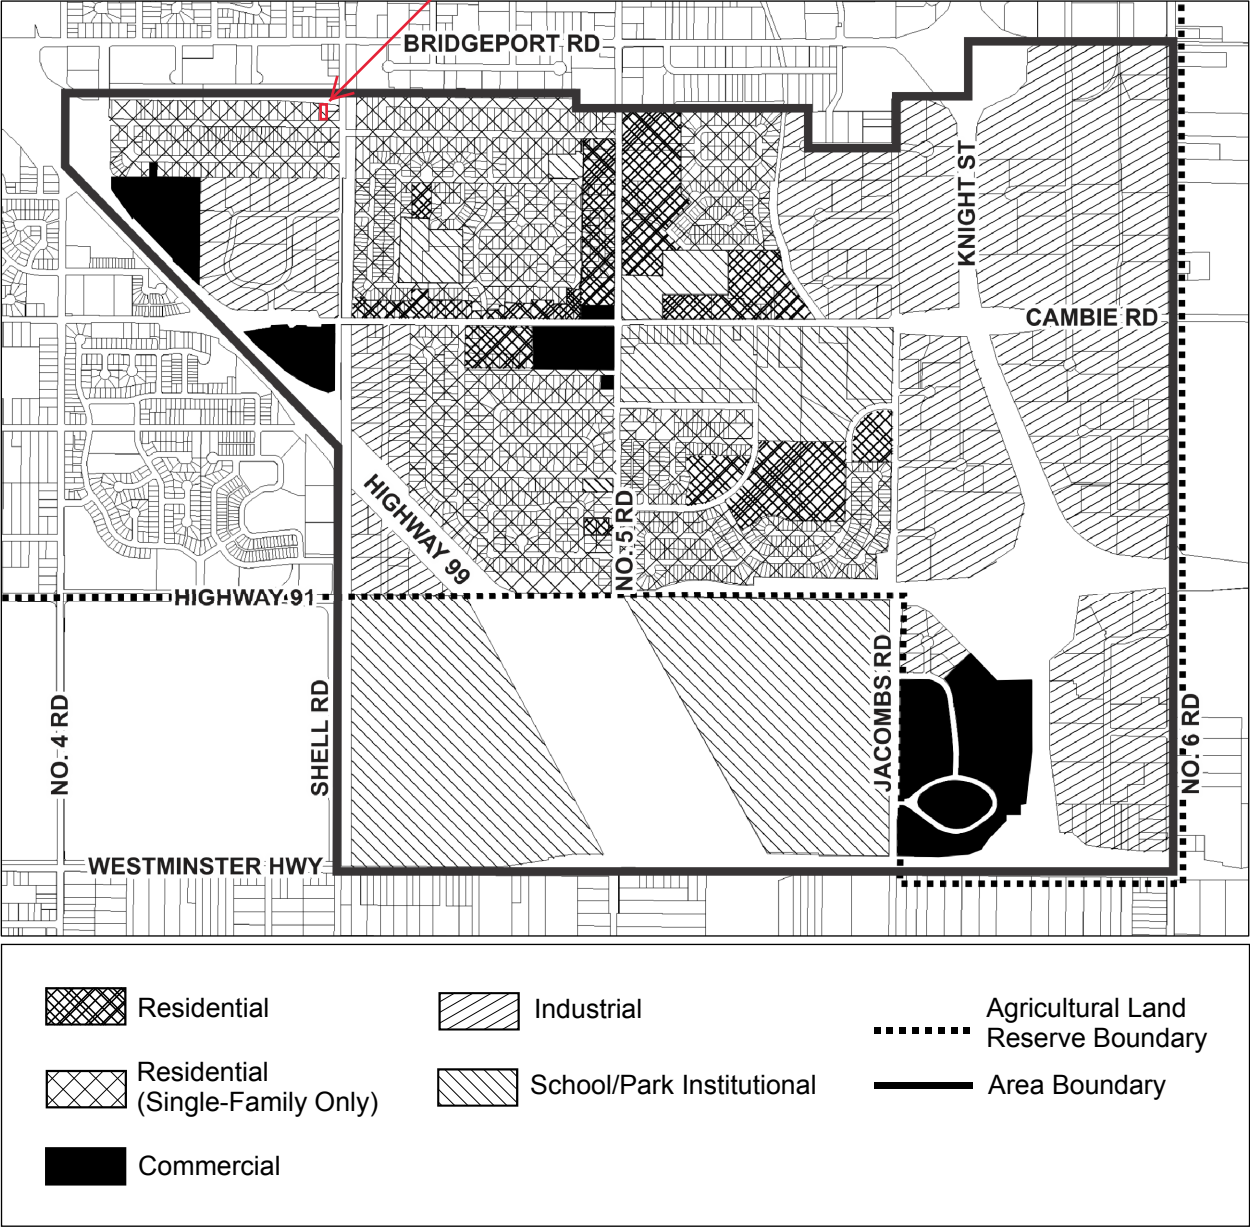 BRIDGEPORT RD
KNIGHT ST
CAMBIE RD
HIGHWAY 99
NO. 5 RD
HIGHWAY 91
NO. 4 RD
SHELL RD
JACOMBS RD
NO. 6 RD
WESTMINSTER HWY
Residential
Industrial
Agricultural Land
Reserve Boundary
Residential
(Single-Family Only)
School/Park Institutional
Area Boundary
Commercial